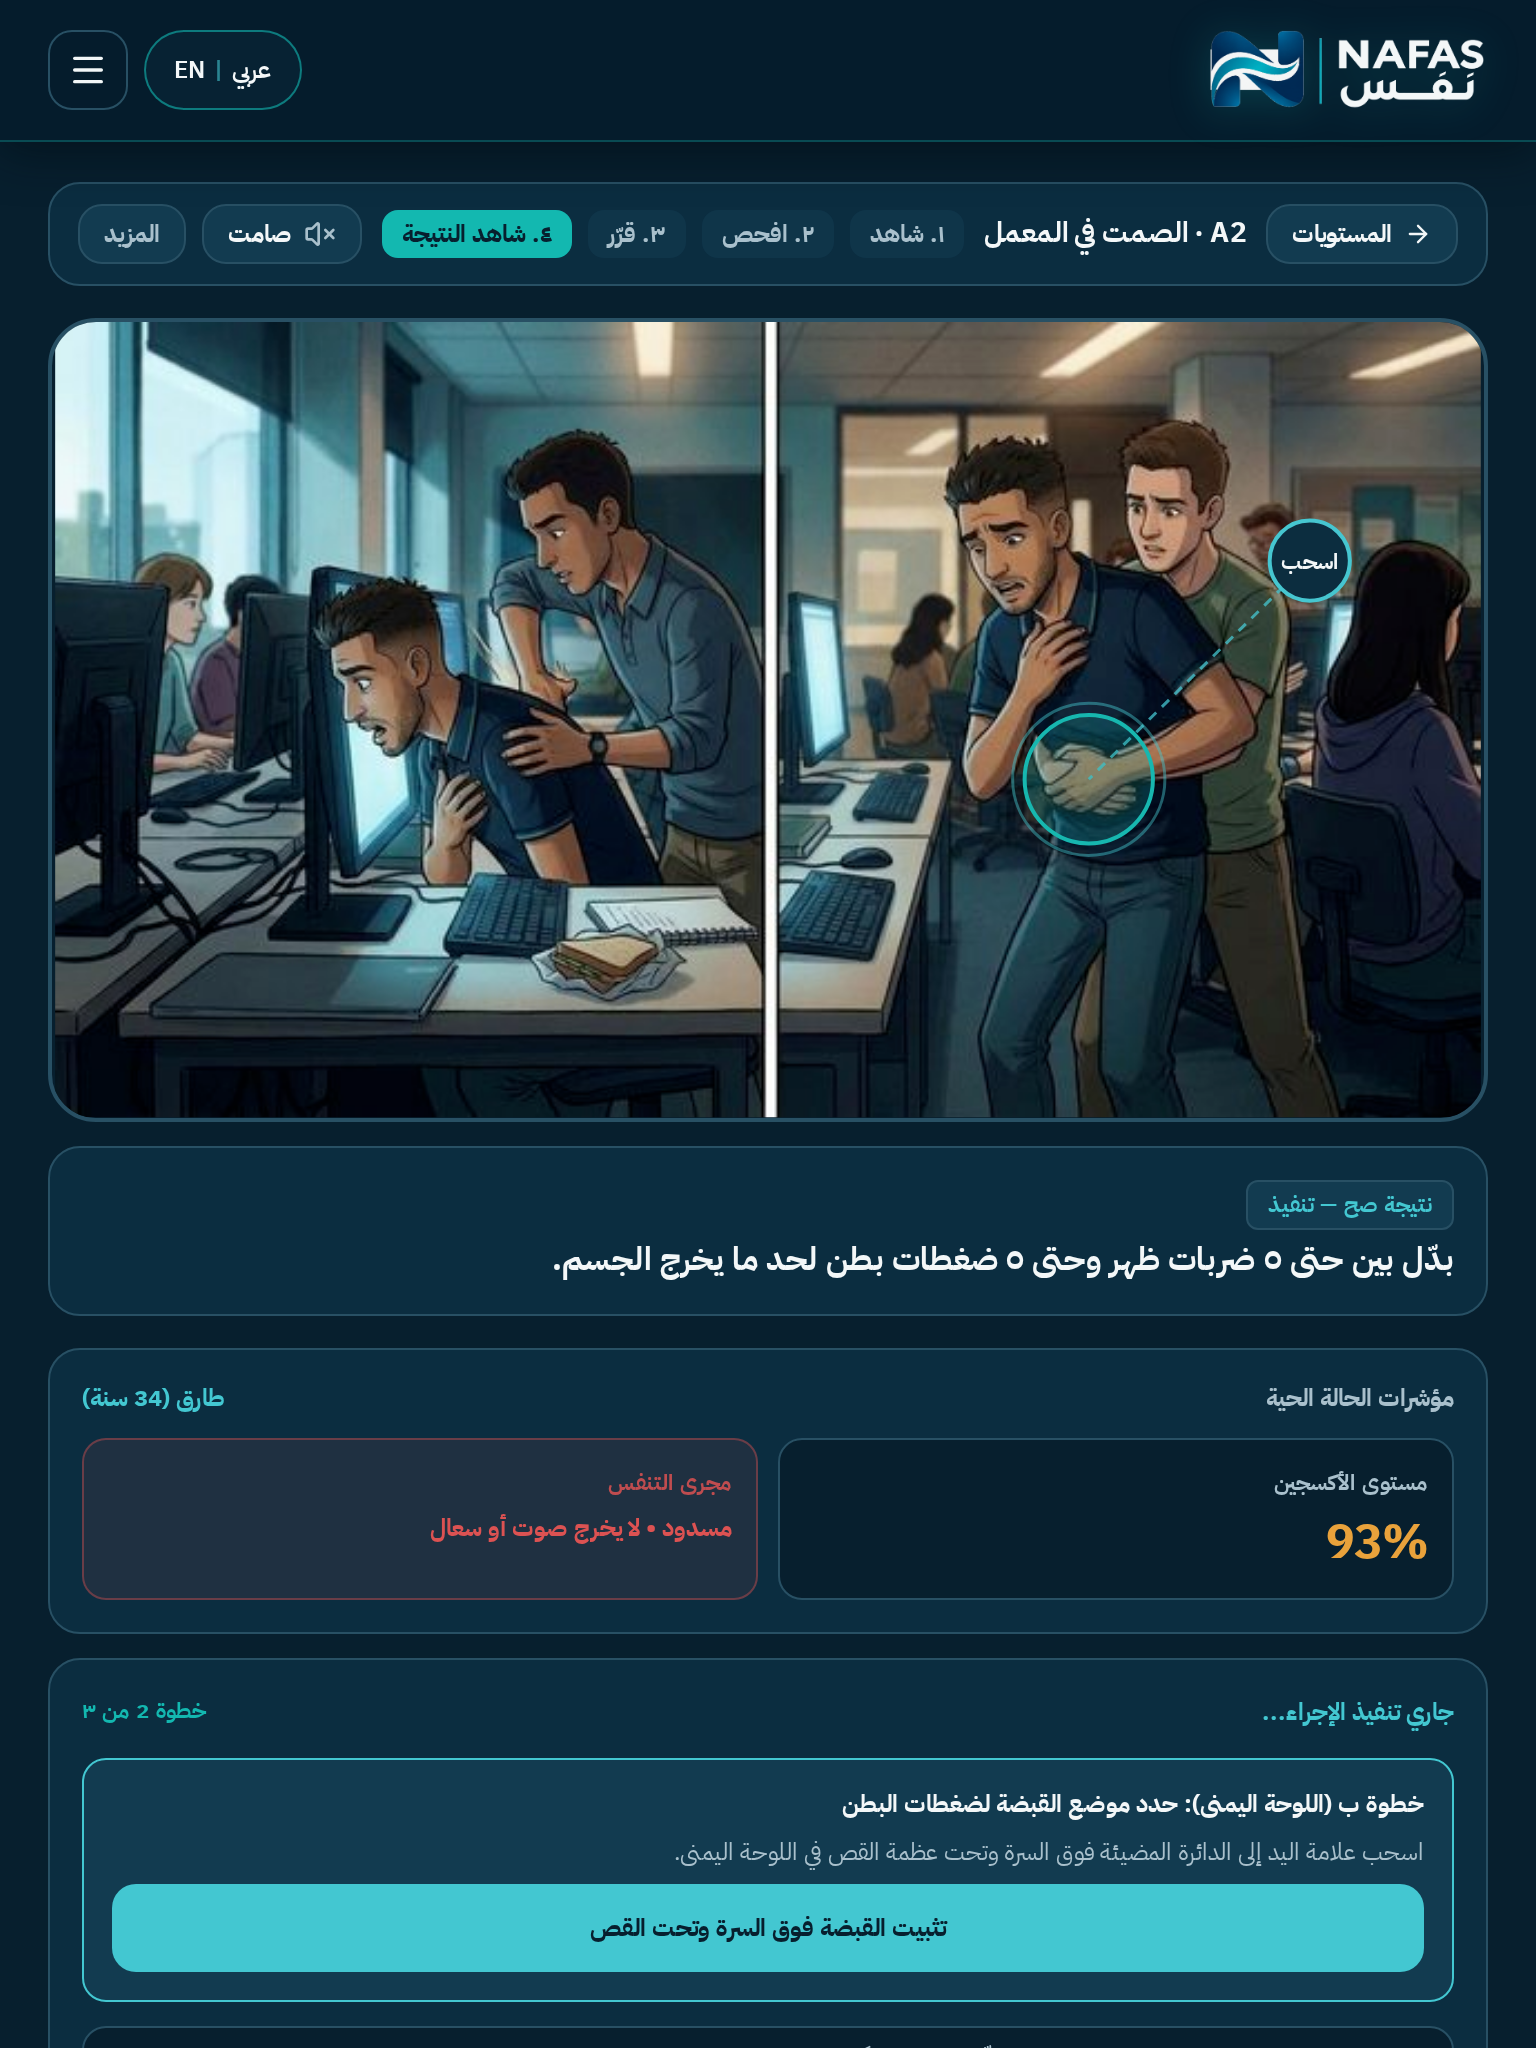 NAFAS
نَفَس
عربي | EN
المستويات
A2 · الصمت في المعمل
١. شاهد
٢. افحص
٣. قرّر
٤. شاهد النتيجة
صامت
المزيد
اسحب
نتيجة صح — تنفيذ
بدّل بين حتى ٥ ضربات ظهر وحتى ٥ ضغطات بطن لحد ما يخرج الجسم.
مؤشرات الحالة الحية
طارق (34 سنة)
مستوى الأكسجين
93%
مجرى التنفس
مسدود • لا يخرج صوت أو سعال
جاري تنفيذ الإجراء...
خطوة 2 من ٣
خطوة ب (اللوحة اليمنى): حدد موضع القبضة لضغطات البطن
اسحب علامة اليد إلى الدائرة المضيئة فوق السرة وتحت عظمة القص في اللوحة اليمنى.
تثبيت القبضة فوق السرة وتحت القص